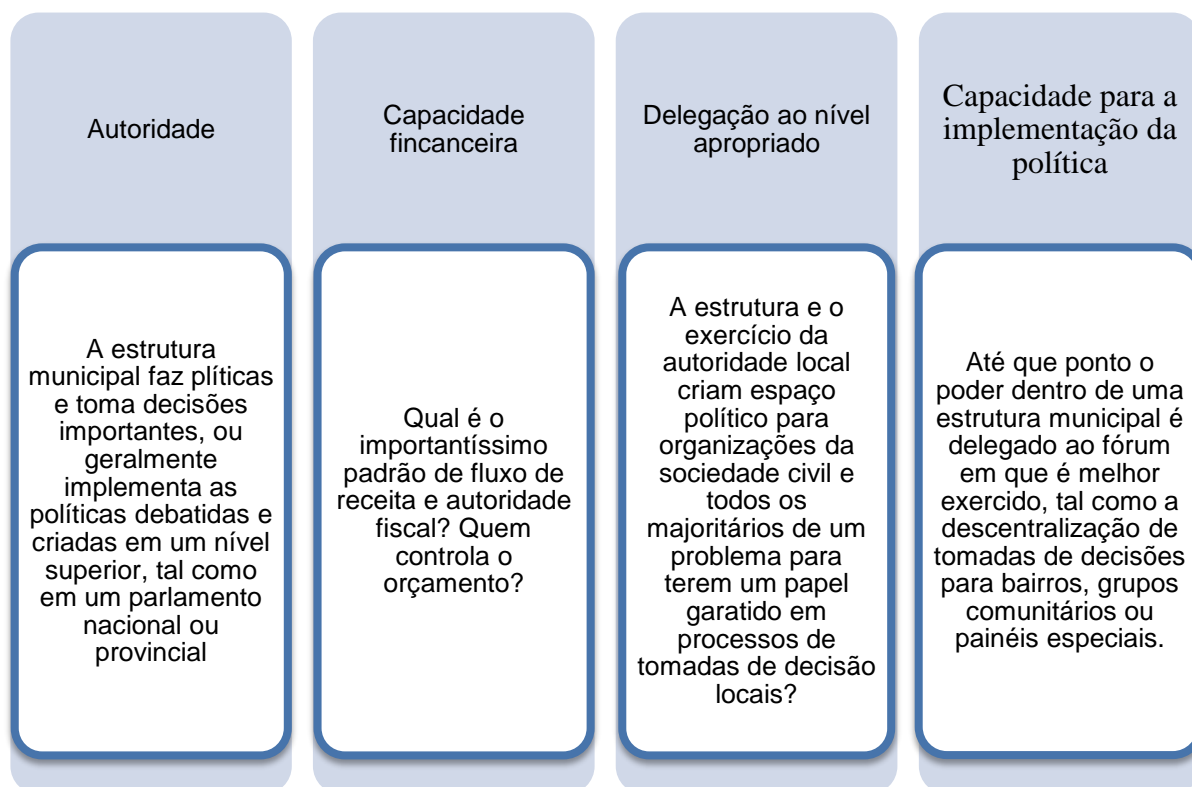 Autoridade
Capacidade
fincanceira
Delegação ao nível
apropriado
Capacidade para a
implementação da
política
A estrutura
municipal faz plíticas
e toma decisões
importantes, ou
geralmente
implementa as
políticas debatidas e
criadas em um nível
superior, tal como
em um parlamento
nacional ou
provincial
Qual é o
importantíssimo
padrão de fluxo de
receita e autoridade
fiscal? Quem
controla o
orçamento?
A estrutura e o
exercício da
autoridade local
criam espaço
político para
organizações da
sociedade civil e
todos os
majoritários de um
problema para
terem um papel
garatido em
processos de
tomadas de decisão
locais?
Até que ponto o
poder dentro de uma
estrutura municipal é
delegado ao fórum
em que é melhor
exercido, tal como a
descentralização de
tomadas de decisões
para bairros, grupos
comunitários ou
painéis especiais.